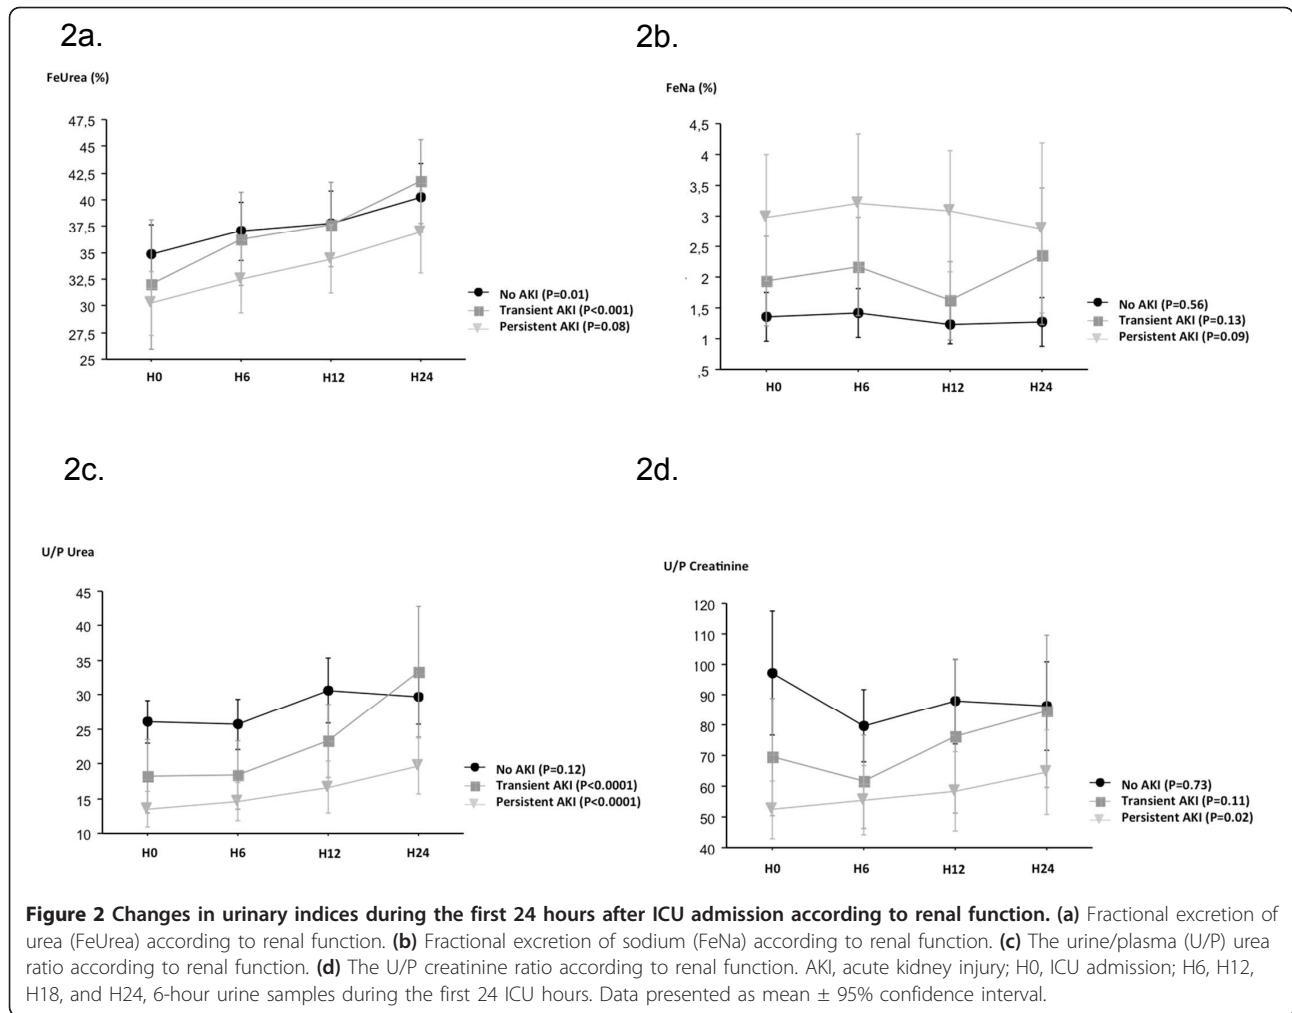 2a.
FeUrea (%)
47,5
45
42,5
40
37,5
35
32,5
30
27,5
25
H0
H6
H12
H24
No AKI (P=0.01)
Transient AKI (P<0.001)
Persistent AKI (P=0.08)
2b.
FeNa (%)
4,5
4
3,5
3
2,5
2
1,5
1
,5
H0
H6
H12
H24
No AKI (P=0.56)
Transient AKI (P=0.13)
Persistent AKI (P=0.09)
2c.
U/P Urea
45
40
35
30
25
20
15
10
H0
H6
H12
H24
No AKI (P=0.12)
Transient AKI (P<0.0001)
Persistent AKI (P<0.0001)
2d.
U/P Creatinine
120
110
100
90
80
70
60
50
40
H0
H6
H12
H24
No AKI (P=0.73)
Transient AKI (P=0.11)
Persistent AKI (P=0.02)
Figure 2 Changes in urinary indices during the first 24 hours after ICU admission according to renal function. (a) Fractional excretion of
urea (FeUrea) according to renal function. (b) Fractional excretion of sodium (FeNa) according to renal function. (c) The urine/plasma (U/P) urea
ratio according to renal function. (d) The U/P creatinine ratio according to renal function. AKI, acute kidney injury; H0, ICU admission; H6, H12,
H18, and H24, 6-hour urine samples during the first 24 ICU hours. Data presented as mean ± 95% confidence interval.